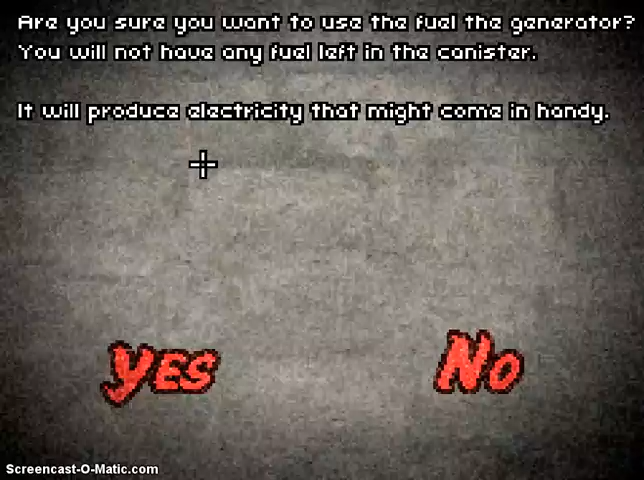 Are you sure you want to use the fuel the generator?
You will not have any fuel left in the canister.
It will produce electricity that might come in handy.
Yes No
Screencast-O-Matic.com